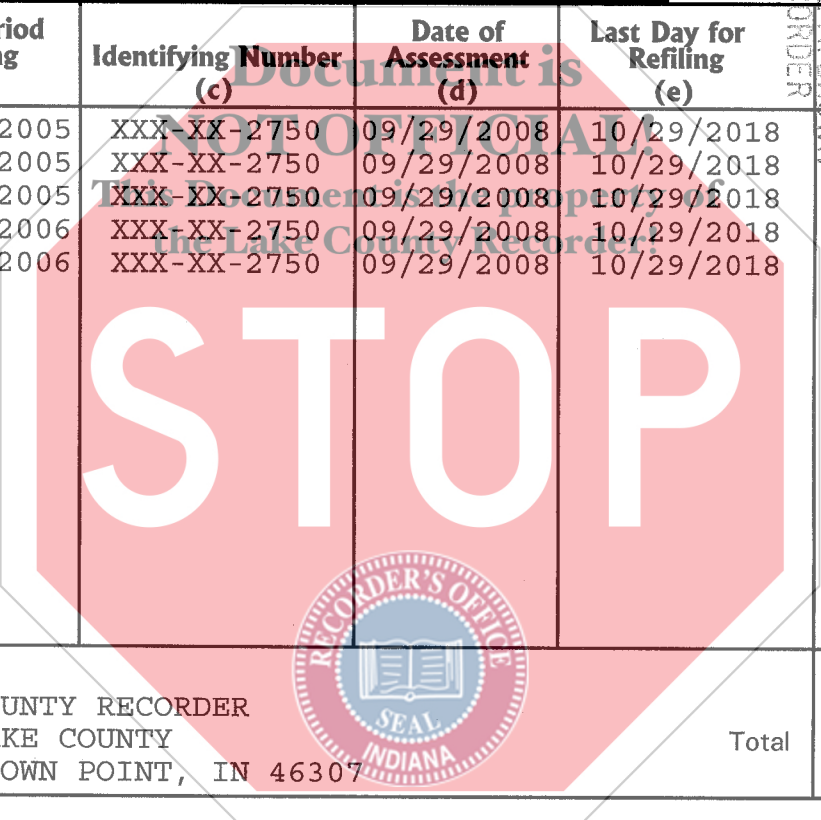 riod
ng
Identifying Number
(c)
Date of
Assessment
(d)
Last Day for
Refiling
(e)
ORDER
2005 XXX-XX-2750 09/29/2008 10/29/2018
2005 XXX-XX-2750 09/29/2008 10/29/2018
2005 XXX-XX-2750 09/29/2008 10/29/2018
2006 XXX-XX-2750 09/29/2008 10/29/2018
2006 XXX-XX-2750 09/29/2008 10/29/2018
Document is
NOT OFFICIAL!
This Document is the property of
the Lake County Recorder!
STOP
RECORDER'S OFFICE
SEAL
INDIANA
UNTY RECORDER
KE COUNTY
OWN POINT, IN 46307
Total